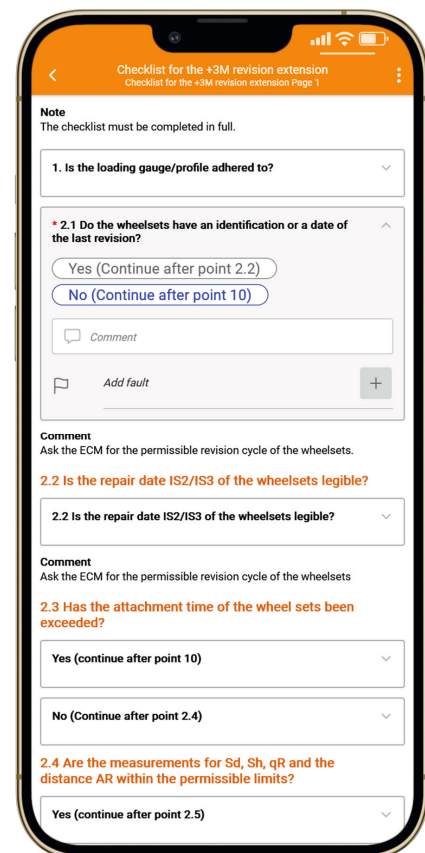 Checklist for the +3M revision extension
Checklist for the +3M revision extension Page 1
Note
The checklist must be completed in full.
1. Is the loading gauge/profile adhered to?
* 2.1 Do the wheelsets have an identification or a date of
the last revision?
Yes (Continue after point 2.2)
No (Continue after point 10)
Comment
Add fault
Comment
Ask the ECM for the permissible revision cycle of the wheelsets.
2.2 Is the repair date IS2/IS3 of the wheelsets legible?
2.2 Is the repair date IS2/IS3 of the wheelsets legible?
Comment
Ask the ECM for the permissible revision cycle of the wheelsets
2.3 Has the attachment time of the wheel sets been
exceeded?
Yes (continue after point 10)
No (Continue after point 2.4)
2.4 Are the measurements for Sd, Sh, qR and the
distance AR within the permissible limits?
Yes (continue after point 2.5)